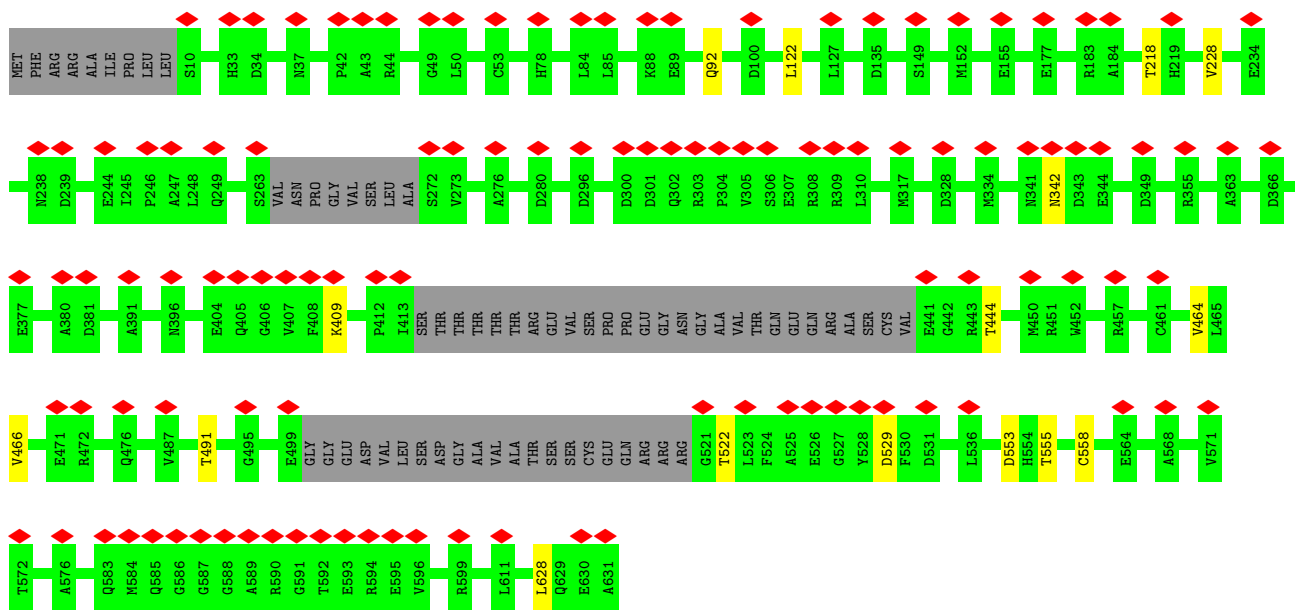 MET PHE ARG ARG ALA ILE PRO LEU LEU S10 H33 D34 N37 P42 A43 R44 G49 L50 C53 H78 L84 L85 K88 E89 Q92 D100 L122 L127 D135 S149 M152 E155 E177 R183 A184 T218 H219 V228 E234
N238 D239 E244 I245 P246 A247 L248 Q249 S263 VAL ASN PRO GLY VAL SER LEU ALA S272 V273 A276 D280 D296 D300 D301 Q302 R303 P304 V305 S306 E307 R308 R309 L310 M317 D328 M334 N341 N342 D343 E344 D349 R355 A363 D366
E377 A380 D381 A391 N396 E404 Q405 G406 V407 F408 K409 P412 I413 SER THR THR THR THR THR ARG GLU VAL SER PRO PRO GLU GLY ASN GLY ALA VAL THR GLN GLU GLN ARG ALA SER CYS VAL E441 G442 R443 T444 M450 R451 W452 R457 C461 V464 L465
V466 E471 R472 Q476 V487 T491 G495 E499 GLY GLY GLU ASP VAL LEU SER ASP GLY ALA VAL ALA THR SER SER CYS GLU GLN ARG ARG ARG G521 T522 L523 F524 A525 E526 G527 Y528 D529 F530 D531 L536 D553 H554 T555 C558 E564 A568 V571
T572 A576 Q583 M584 Q585 G586 G587 G588 A589 R590 G591 T592 E593 R594 E595 V596 R599 L611 L628 Q629 E630 A631